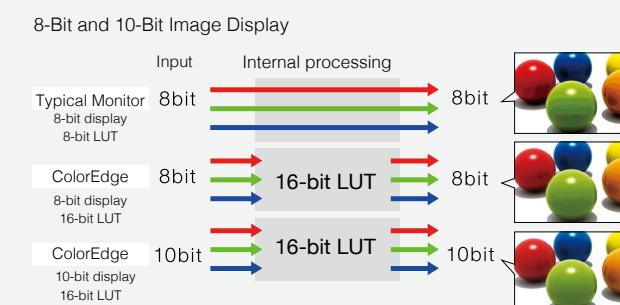 8-Bit and 10-Bit Image Display
Input Internal processing
Typical Monitor 8bit 8bit
8-bit display
8-bit LUT
ColorEdge 8bit 16-bit LUT 8bit
8-bit display
16-bit LUT
ColorEdge 10bit 16-bit LUT 10bit
10-bit display
16-bit LUT